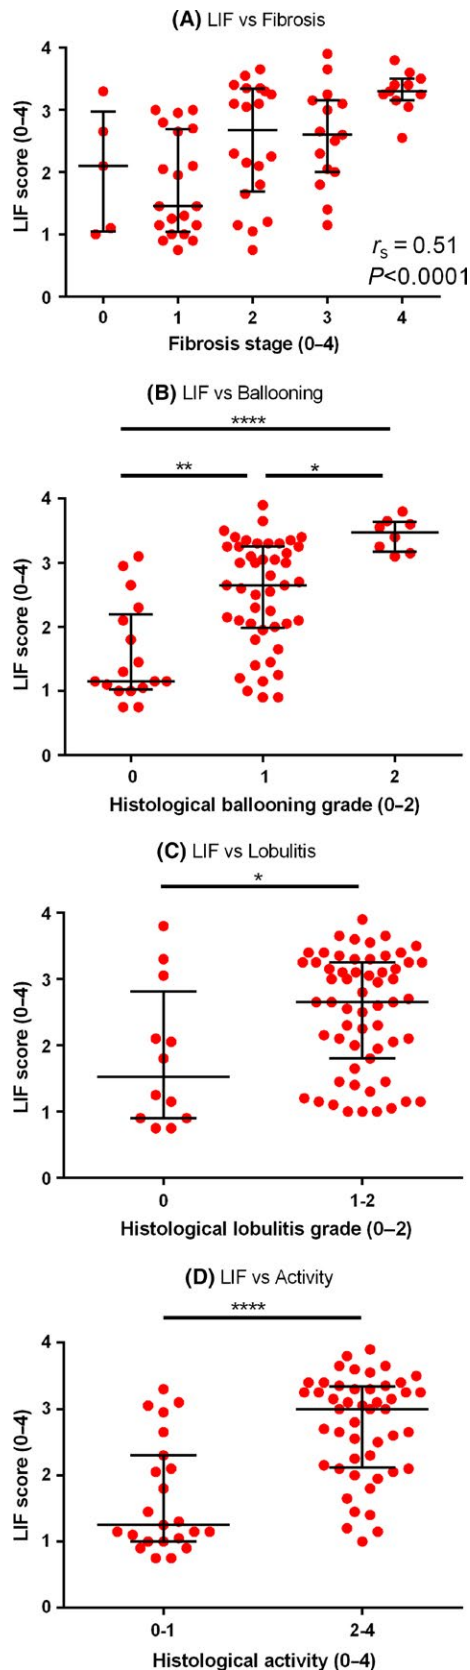 (A) LIF vs Fibrosis
4
3
2
1
0
LIF score (0–4)
rs = 0.51
P<0.0001
0 1 2 3 4
Fibrosis stage (0–4)
(B) LIF vs Ballooning
****
** *
4
3
2
1
0
LIF score (0–4)
0 1 2
Histological ballooning grade (0–2)
(C) LIF vs Lobulitis
*
4
3
2
1
0
LIF score (0–4)
0 1-2
Histological lobulitis grade (0–2)
(D) LIF vs Activity
****
4
3
2
1
0
LIF score (0–4)
0-1 2-4
Histological activity (0–4)